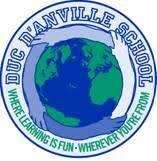 DUC D'ANVILLE SCHOOL
WHERE LEARNING IS FUN • WHEREVER YOU'RE FROM